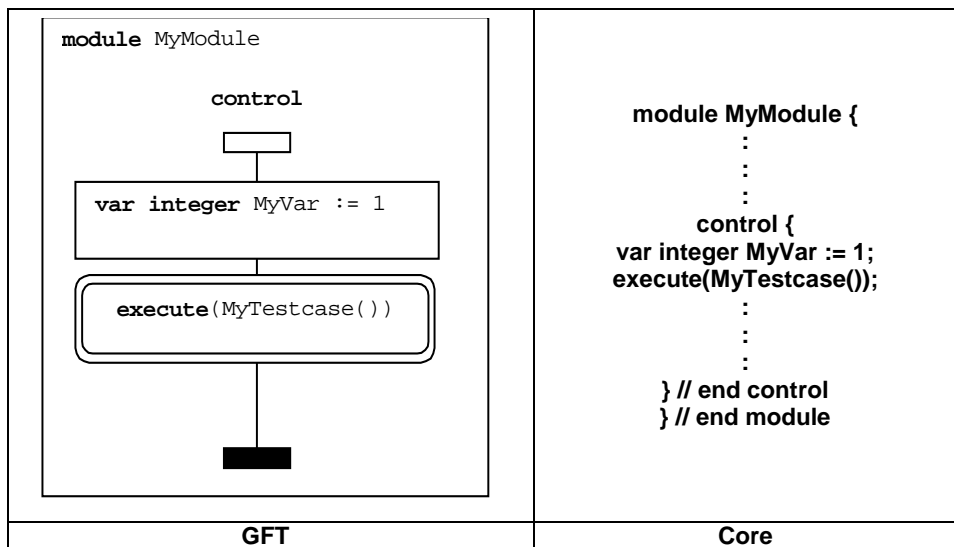 module MyModule
control
var integer MyVar := 1
execute(MyTestcase())
module MyModule {
:
:
:
control {
var integer MyVar := 1;
execute(MyTestcase());
:
:
:
} // end control
} // end module
GFT
Core